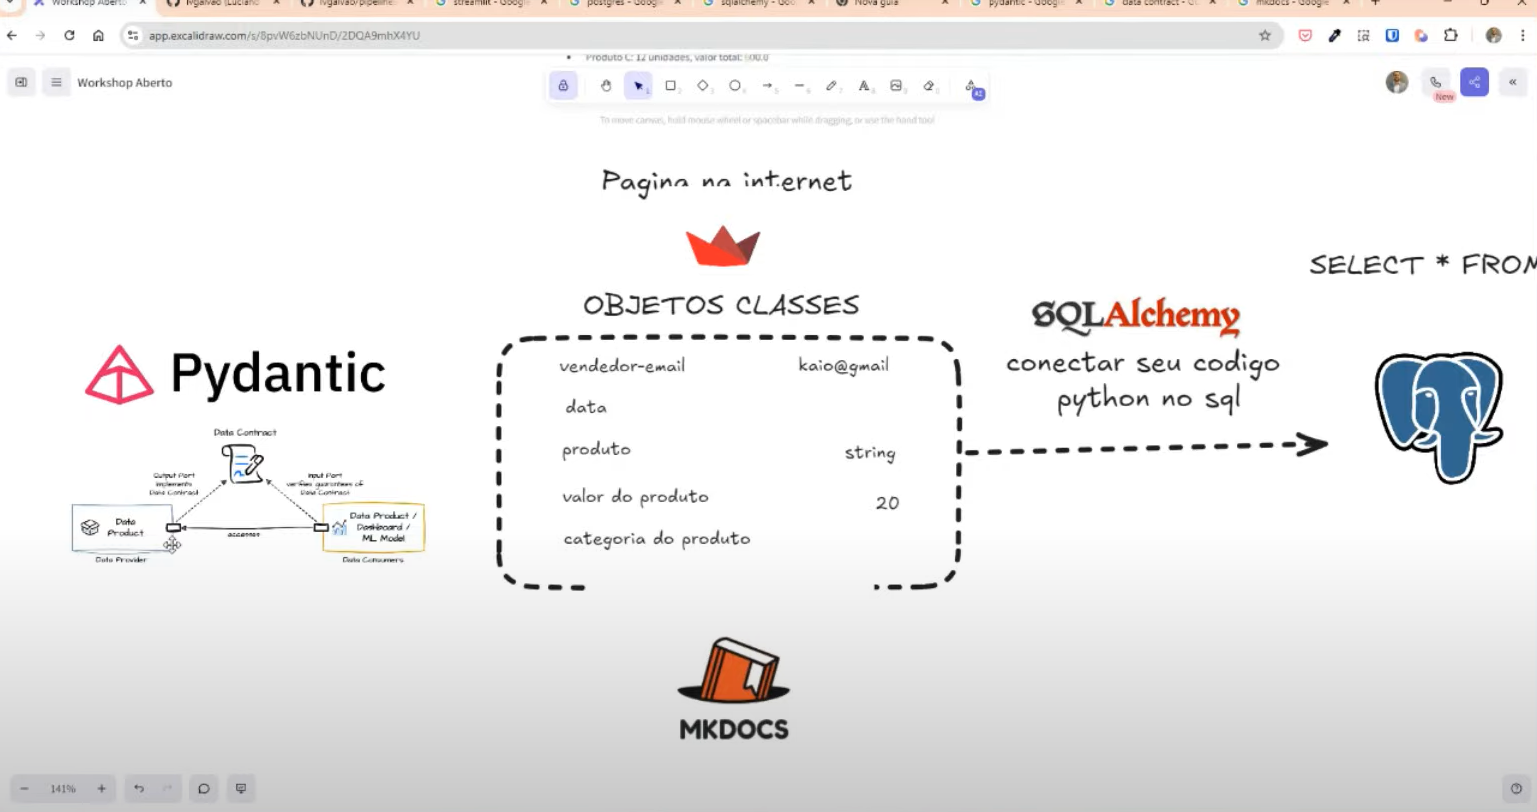 Workshop Aberto
lvgalvao (Luciano
lvgalvao/pipeline
streamlit - Google
postgres - Google
sqlalchemy - Goo
Nova guia
pydantic - Google
data contract - G
mkdocs - Google
app.excalidraw.com/s/8pvW6zbNUnD/2DQA9mhX4YU
Produto C: 12 unidades, valor total: 600.0
Workshop Aberto
AI
New
To move canvas, hold mouse wheel or spacebar while dragging, or use the hand tool
Pagina na internet
SELECT * FROM
OBJETOS CLASSES
SQLAlchemy
conectar seu codigo
python no sql
vendedor-email kaio@gmail
data
produto string
valor do produto 20
categoria do produto
Pydantic
Data Contract
Output Port
implements
Data Contract
Input Port
verifies guarantees of
Data Contract
Data
Product
accesses
Data Product /
Dashboard /
ML Model
Data Provider
Data Consumers
MKDOCS
141%